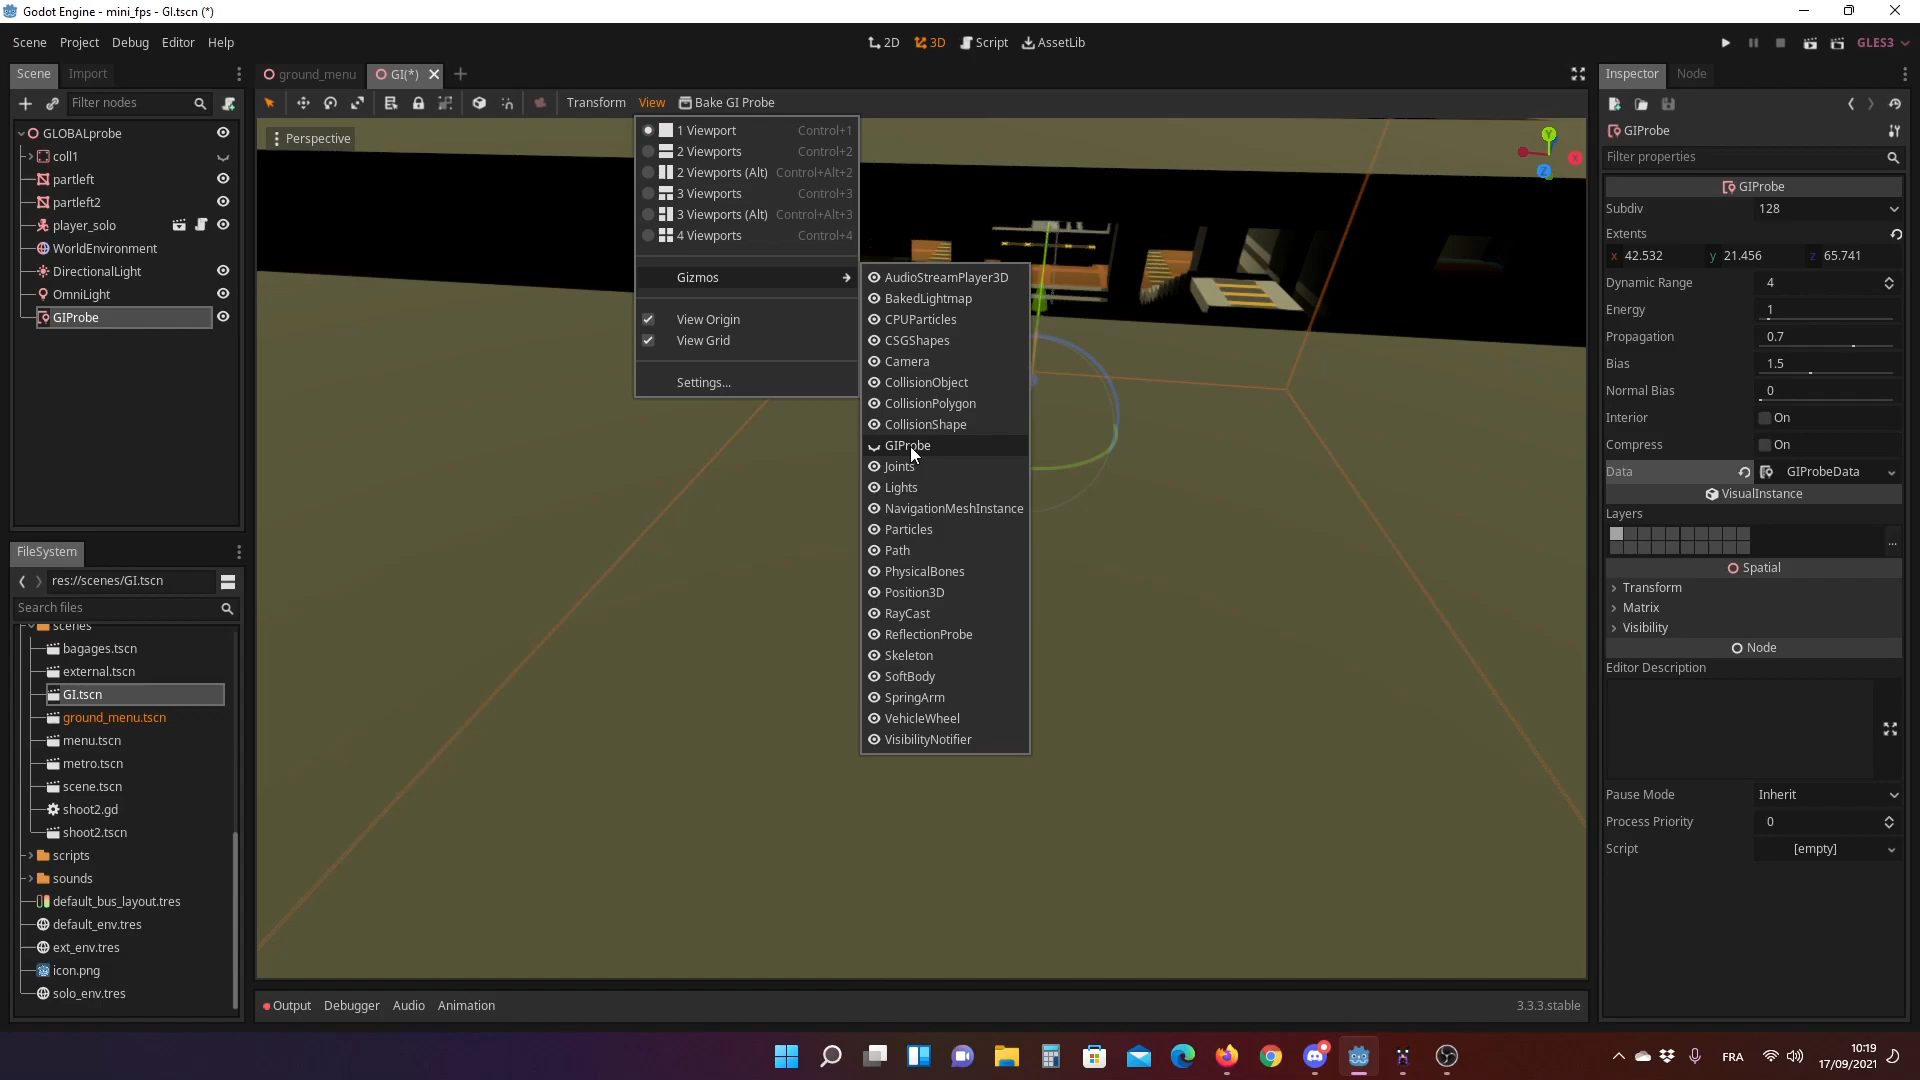 Godot Engine - mini_fps - GI.tscn (*)
Scene Project Debug Editor Help
2D 3D Script AssetLib
GLES3
Scene Import
ground_menu GI(*)
Inspector Node
Filter nodes
Transform View Bake GI Probe
GLOBALprobe
coll1
partleft
partleft2
player_solo
WorldEnvironment
DirectionalLight
OmniLight
GIProbe
Perspective
1 Viewport Control+1
2 Viewports Control+2
2 Viewports (Alt) Control+Alt+2
3 Viewports Control+3
3 Viewports (Alt) Control+Alt+3
4 Viewports Control+4
Gizmos
View Origin
View Grid
Settings...
AudioStreamPlayer3D
BakedLightmap
CPUParticles
CSGShapes
Camera
CollisionObject
CollisionPolygon
CollisionShape
GIProbe
Joints
Lights
NavigationMeshInstance
Particles
Path
PhysicalBones
Position3D
RayCast
ReflectionProbe
Skeleton
SoftBody
SpringArm
VehicleWheel
VisibilityNotifier
Y
X
Z
GIProbe
Filter properties
GIProbe
Subdiv 128
Extents
x 42.532 y 21.456 z 65.741
Dynamic Range 4
Energy 1
Propagation 0.7
Bias 1.5
Normal Bias 0
Interior On
Compress On
Data GIProbeData
VisualInstance
Layers
...
Spatial
Transform
Matrix
Visibility
Node
Editor Description
Pause Mode Inherit
Process Priority 0
Script [empty]
FileSystem
res://scenes/GI.tscn
Search files
scenes
bagages.tscn
external.tscn
GI.tscn
ground_menu.tscn
menu.tscn
metro.tscn
scene.tscn
shoot2.gd
shoot2.tscn
scripts
sounds
default_bus_layout.tres
default_env.tres
ext_env.tres
icon.png
solo_env.tres
Output Debugger Audio Animation
3.3.3.stable
FRA
10:19
17/09/2021